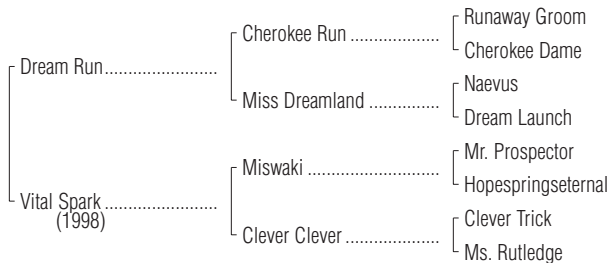 Runaway Groom
Cherokee Run ...................
Cherokee Dame
Dream Run........................
Naevus
Miss Dreamland ...............
Dream Launch
Mr. Prospector
Miswaki ............................
Hopespringseternal
Vital Spark ........................
(1998)
Clever Trick
Clever Clever....................
Ms. Rutledge